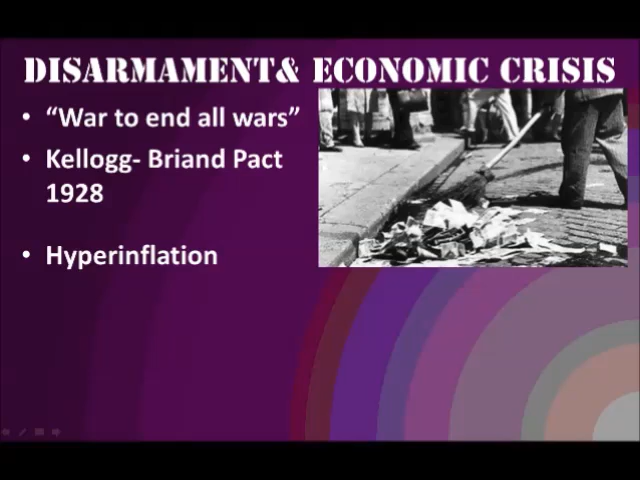 DISARMAMENT& ECONOMIC CRISIS
• “War to end all wars”
• Kellogg- Briand Pact
1928
• Hyperinflation